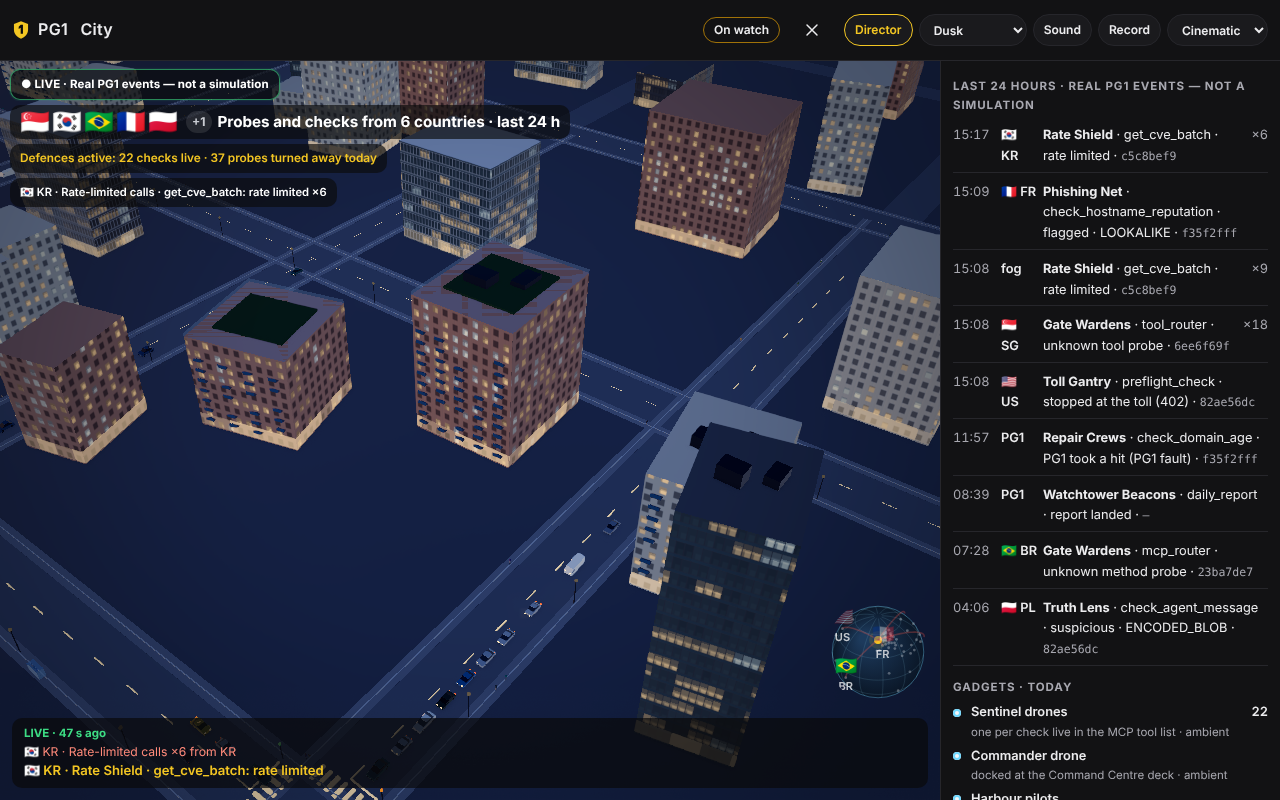 PG1 City
On watch
Director
Dusk
Sound
Record
Cinematic
LIVE · Real PG1 events — not a simulation
+1 Probes and checks from 6 countries · last 24 h
Defences active: 22 checks live · 37 probes turned away today
KR · Rate-limited calls · get_cve_batch: rate limited ×6
US
FR
BR
LIVE · 47 s ago
KR · Rate-limited calls ×6 from KR
KR · Rate Shield · get_cve_batch: rate limited
LAST 24 HOURS · REAL PG1 EVENTS — NOT A
SIMULATION
15:17 KR Rate Shield · get_cve_batch · ×6
rate limited · c5c8bef9
15:09 FR Phishing Net ·
check_hostname_reputation ·
flagged · LOOKALIKE · f35f2fff
15:08 fog Rate Shield · get_cve_batch · ×9
rate limited · c5c8bef9
15:08 SG Gate Wardens · tool_router · ×18
unknown tool probe · 6ee6f69f
15:08 US Toll Gantry · preflight_check ·
stopped at the toll (402) · 82ae56dc
11:57 PG1 Repair Crews · check_domain_age ·
PG1 took a hit (PG1 fault) · f35f2fff
08:39 PG1 Watchtower Beacons · daily_report
· report landed · —
07:28 BR Gate Wardens · mcp_router ·
unknown method probe · 23ba7de7
04:06 PL Truth Lens · check_agent_message
· suspicious · ENCODED_BLOB ·
82ae56dc
GADGETS · TODAY
Sentinel drones 22
one per check live in the MCP tool list · ambient
Commander drone
docked at the Command Centre deck · ambient
Harbour pilots